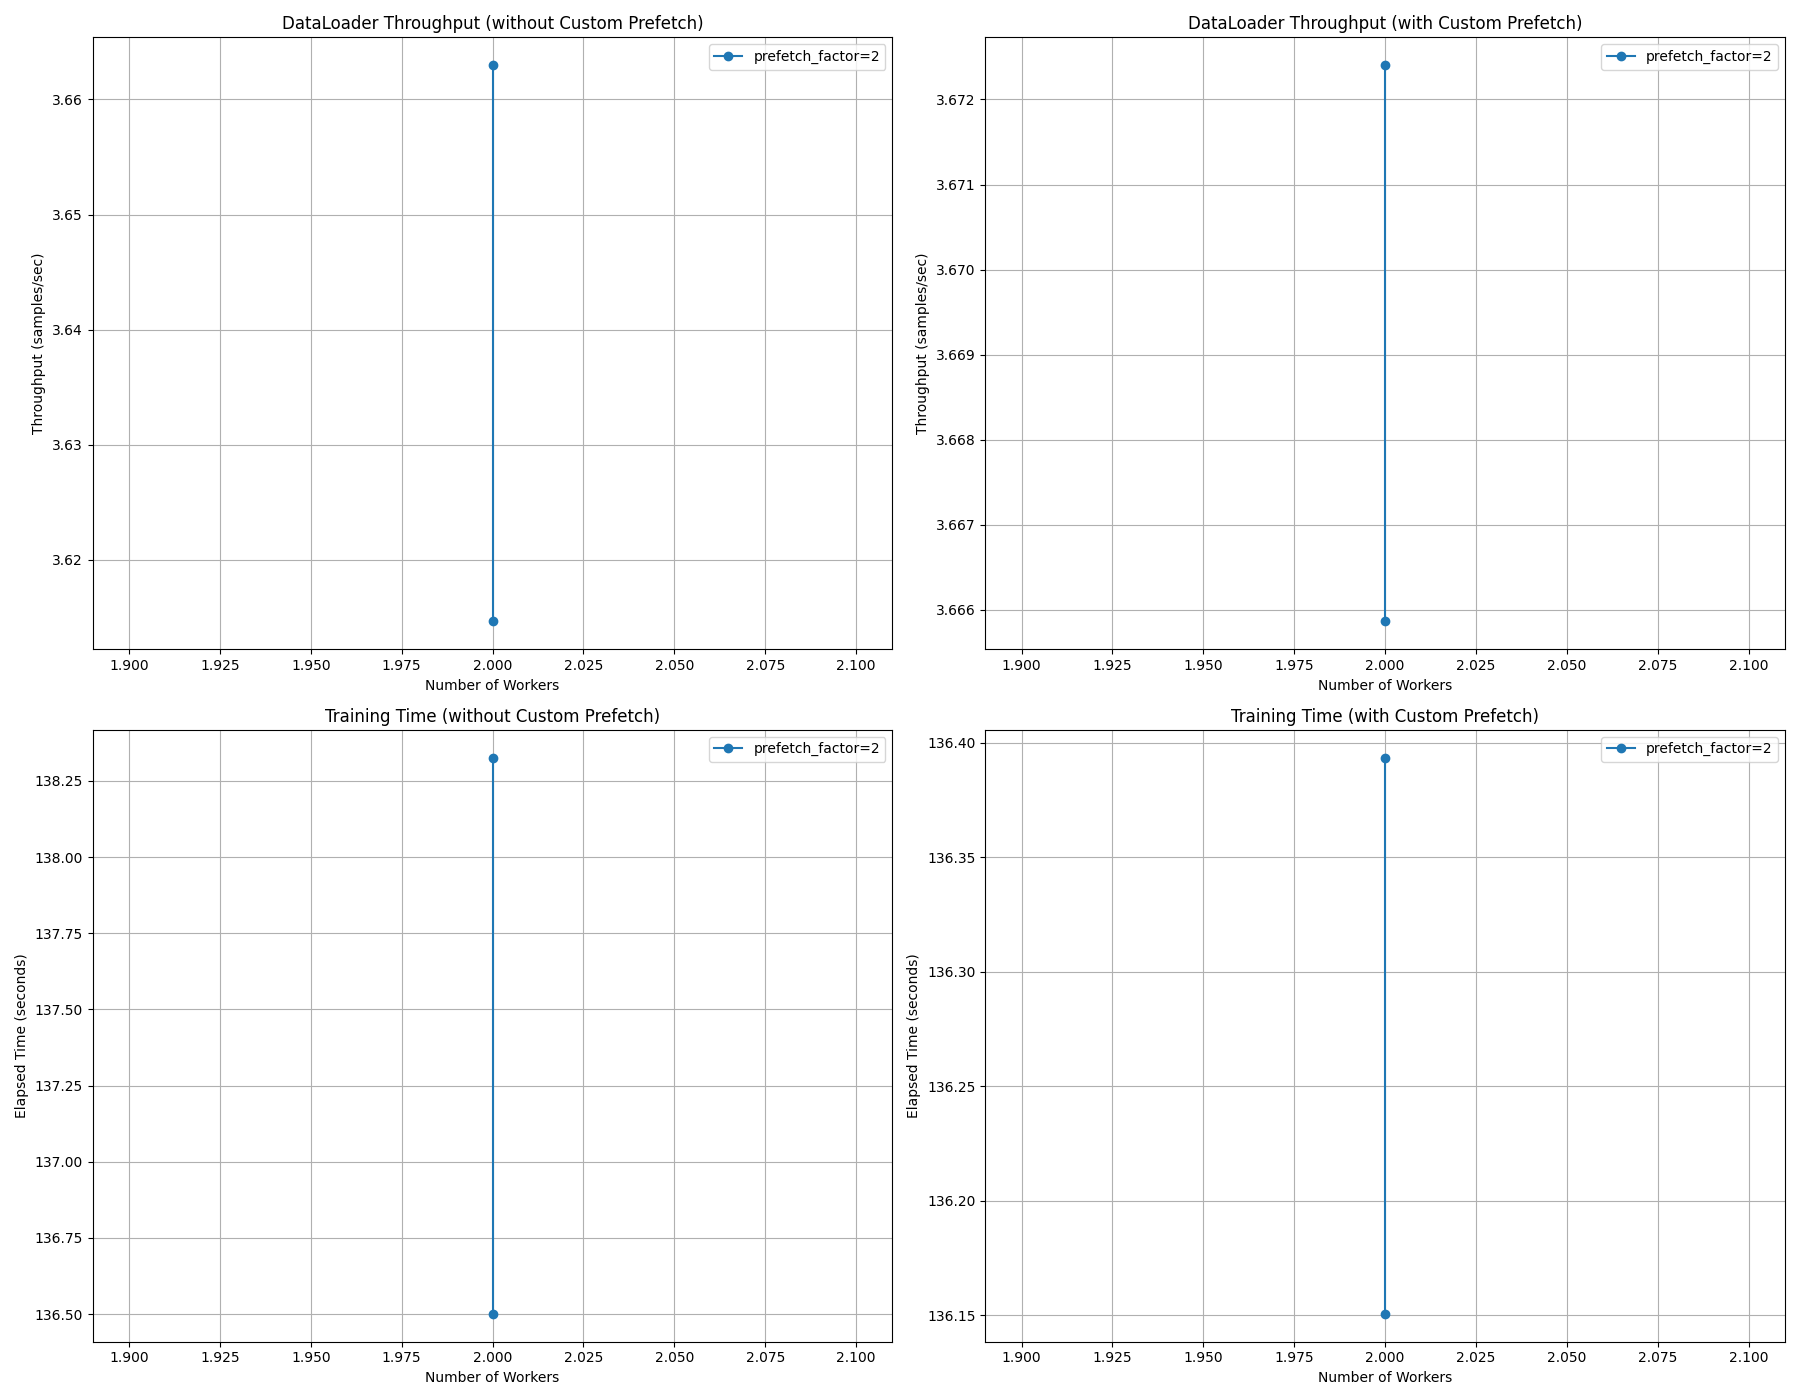 DataLoader Throughput (without Custom Prefetch)
prefetch_factor=2
3.66
3.65
3.64
3.63
3.62
Throughput (samples/sec)
1.900 1.925 1.950 1.975 2.000 2.025 2.050 2.075 2.100
Number of Workers
DataLoader Throughput (with Custom Prefetch)
prefetch_factor=2
3.672
3.671
3.670
3.669
3.668
3.667
3.666
Throughput (samples/sec)
1.900 1.925 1.950 1.975 2.000 2.025 2.050 2.075 2.100
Number of Workers
Training Time (without Custom Prefetch)
prefetch_factor=2
138.25
138.00
137.75
137.50
137.25
137.00
136.75
136.50
Elapsed Time (seconds)
1.900 1.925 1.950 1.975 2.000 2.025 2.050 2.075 2.100
Number of Workers
Training Time (with Custom Prefetch)
prefetch_factor=2
136.40
136.35
136.30
136.25
136.20
136.15
Elapsed Time (seconds)
1.900 1.925 1.950 1.975 2.000 2.025 2.050 2.075 2.100
Number of Workers